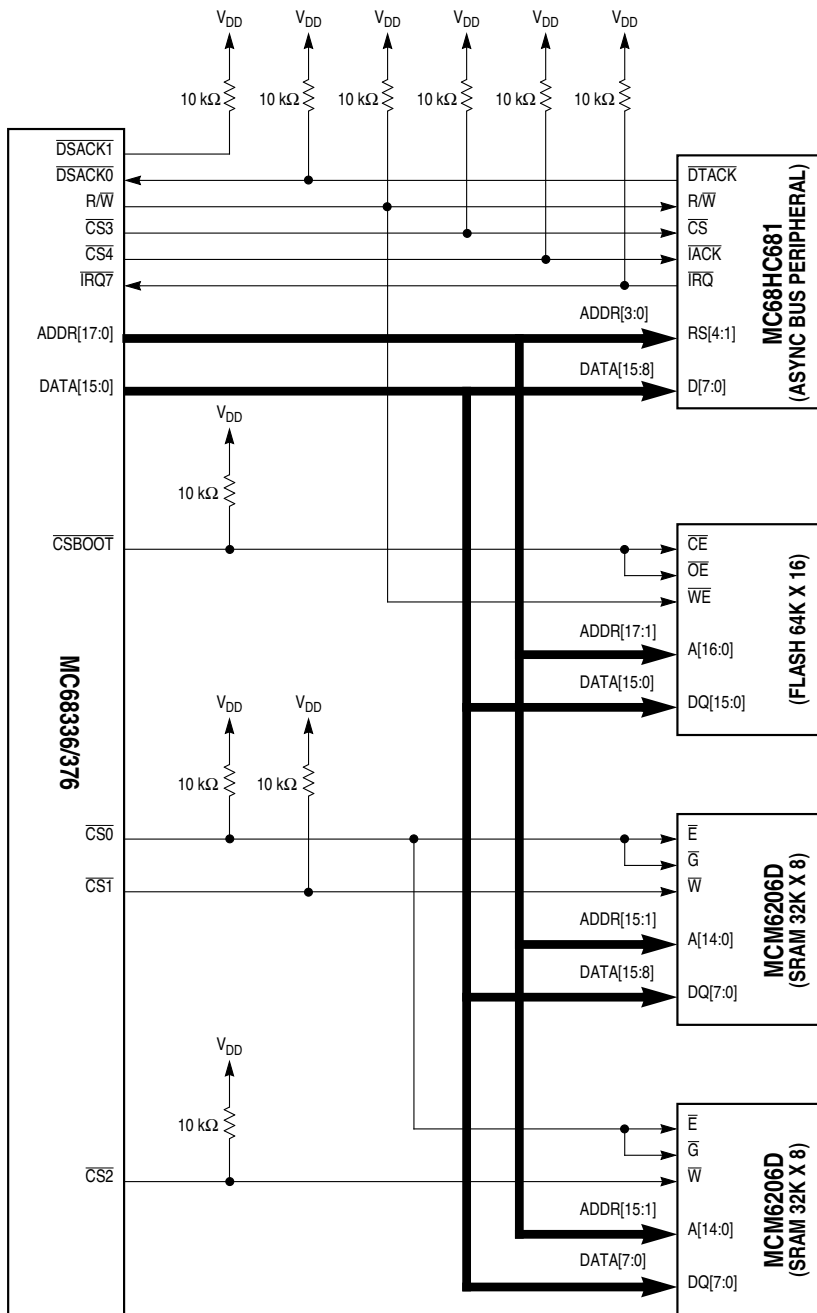 VDD VDD VDD VDD VDD VDD
10 kΩ 10 kΩ 10 kΩ 10 kΩ 10 kΩ 10 kΩ
DSACK1
DSACK0 DTACK
R/W R/W
CS3 CS
CS4 IACK
IRQ7 IRQ
MC68HC681
(ASYNC BUS PERIPHERAL)
ADDR[3:0]
ADDR[17:0] RS[4:1]
DATA[15:8]
DATA[15:0] D[7:0]
VDD
10 kΩ
CSBOOT CE
OE
WE
(FLASH 64K X 16)
ADDR[17:1]
A[16:0]
DATA[15:0]
DQ[15:0]
MC68336/376
VDD VDD
10 kΩ 10 kΩ
CS0 E
G
CS1 W
MCM6206D
(SRAM 32K X 8)
ADDR[15:1]
A[14:0]
DATA[15:8]
DQ[7:0]
VDD
10 kΩ
E
G
CS2 W
MCM6206D
(SRAM 32K X 8)
ADDR[15:1]
A[14:0]
DATA[7:0]
DQ[7:0]